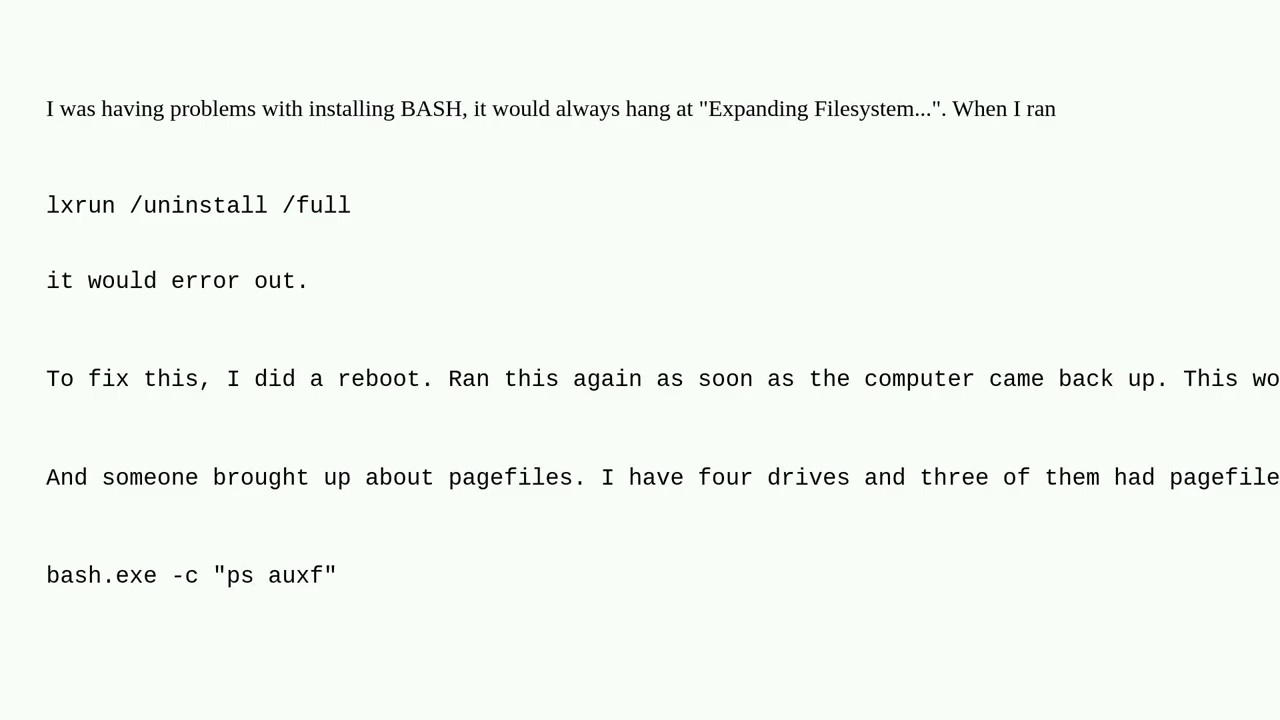 I was having problems with installing BASH, it would always hang at "Expanding Filesystem...". When I ran
lxrun /uninstall /full
it would error out.
To fix this, I did a reboot. Ran this again as soon as the computer came back up. This
And someone brought up about pagefiles. I have four drives and three of them had
bash.exe -c "ps auxf"